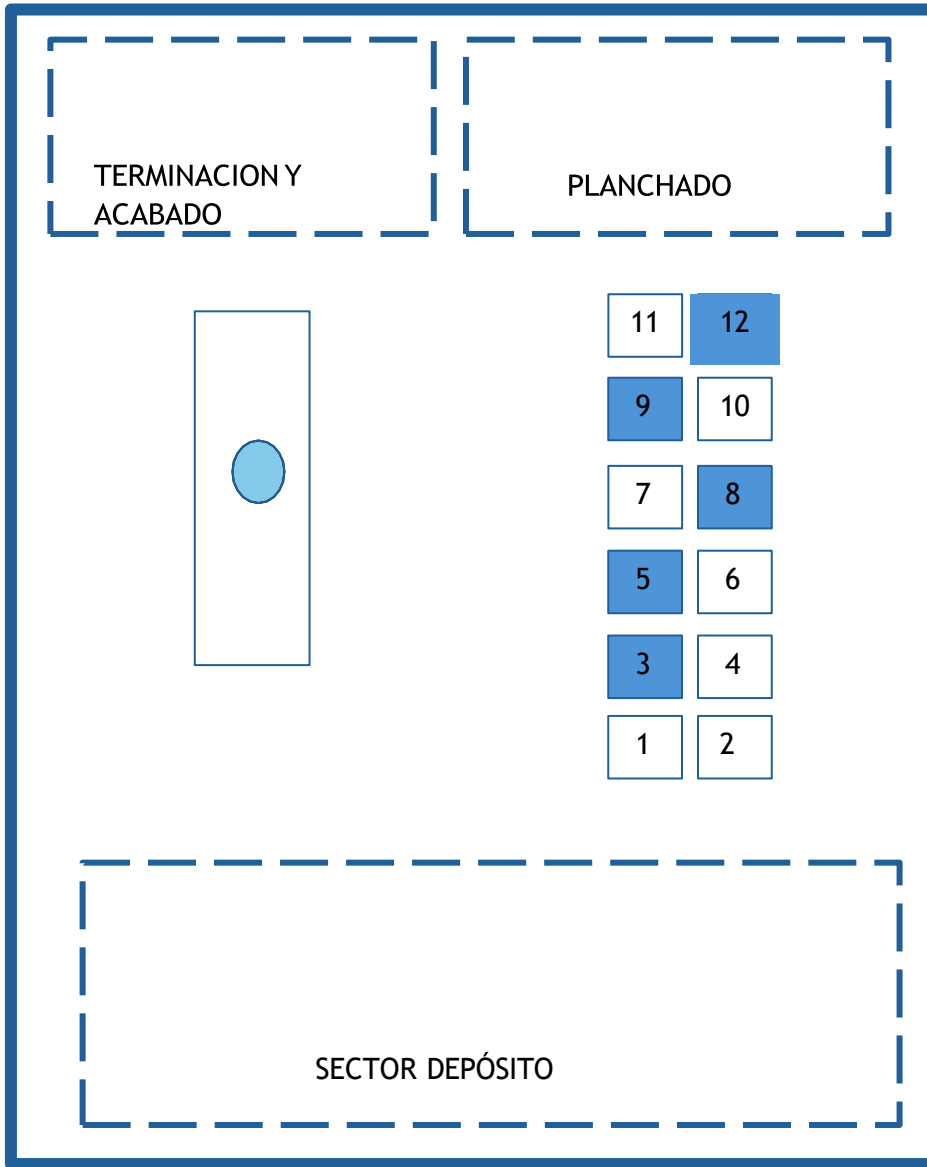 TERMINACION Y
ACABADO
PLANCHADO
11 12
9 10
7 8
5 6
3 4
1 2
SECTOR DEPÓSITO